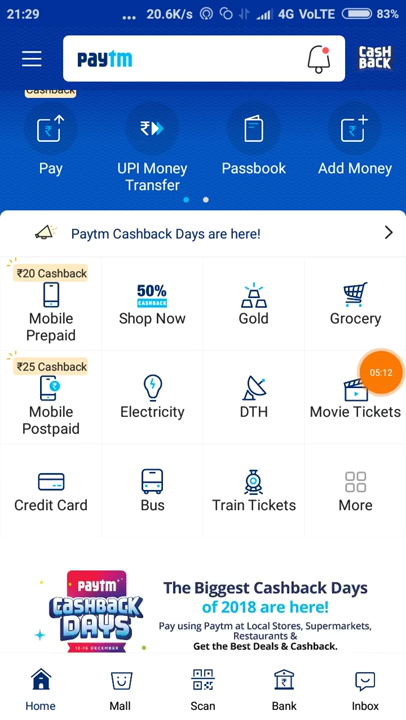 21:29
... 20.6K/s 4G VoLTE 83%
paytm
CASH
BACK
Cashback
Pay
UPI Money
Transfer
Passbook
Add Money
Paytm Cashback Days are here!
₹20 Cashback
Mobile
Prepaid
50%
CASHBACK
Shop Now
Gold
Grocery
₹25 Cashback
Mobile
Postpaid
Electricity
DTH
05:12
Movie Tickets
Credit Card
Bus
Train Tickets
More
paytm
CASHBACK
DAYS
12-16 DECEMBER
The Biggest Cashback Days
of 2018 are here!
Pay using Paytm at Local Stores, Supermarkets,
Restaurants &
Get the Best Deals & Cashback.
Home
Mall
Scan
Bank
Inbox